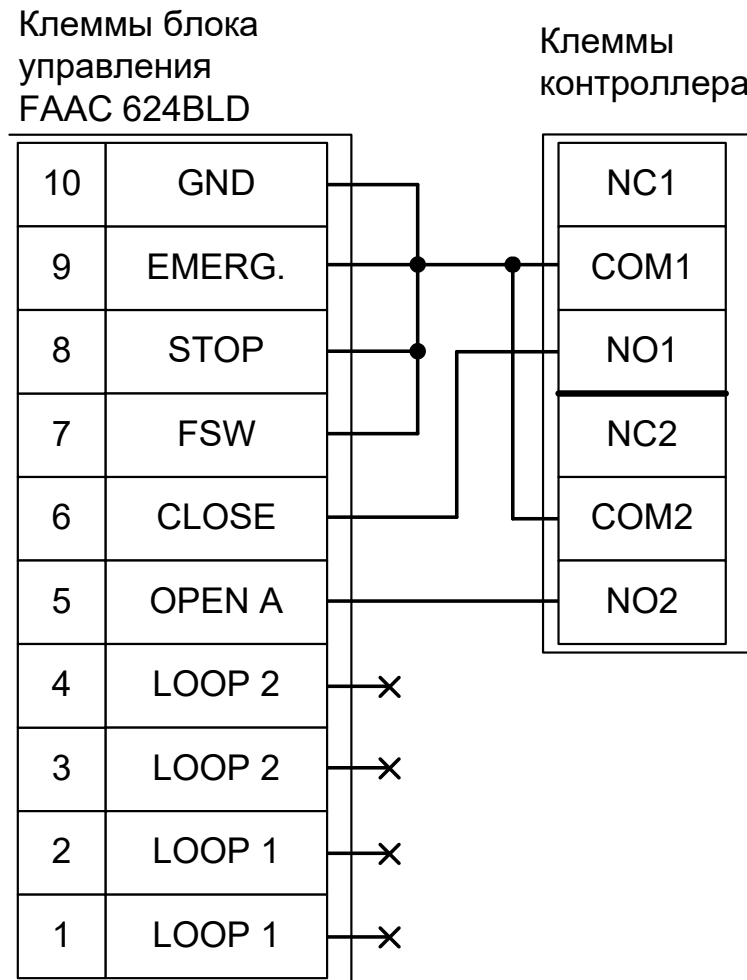 Клеммы блока
управления
FAAC 624BLD
Клеммы
контроллера
10 GND
9 EMERG.
8 STOP
7 FSW
6 CLOSE
5 OPEN A
4 LOOP 2
3 LOOP 2
2 LOOP 1
1 LOOP 1
NC1
COM1
NO1
NC2
COM2
NO2